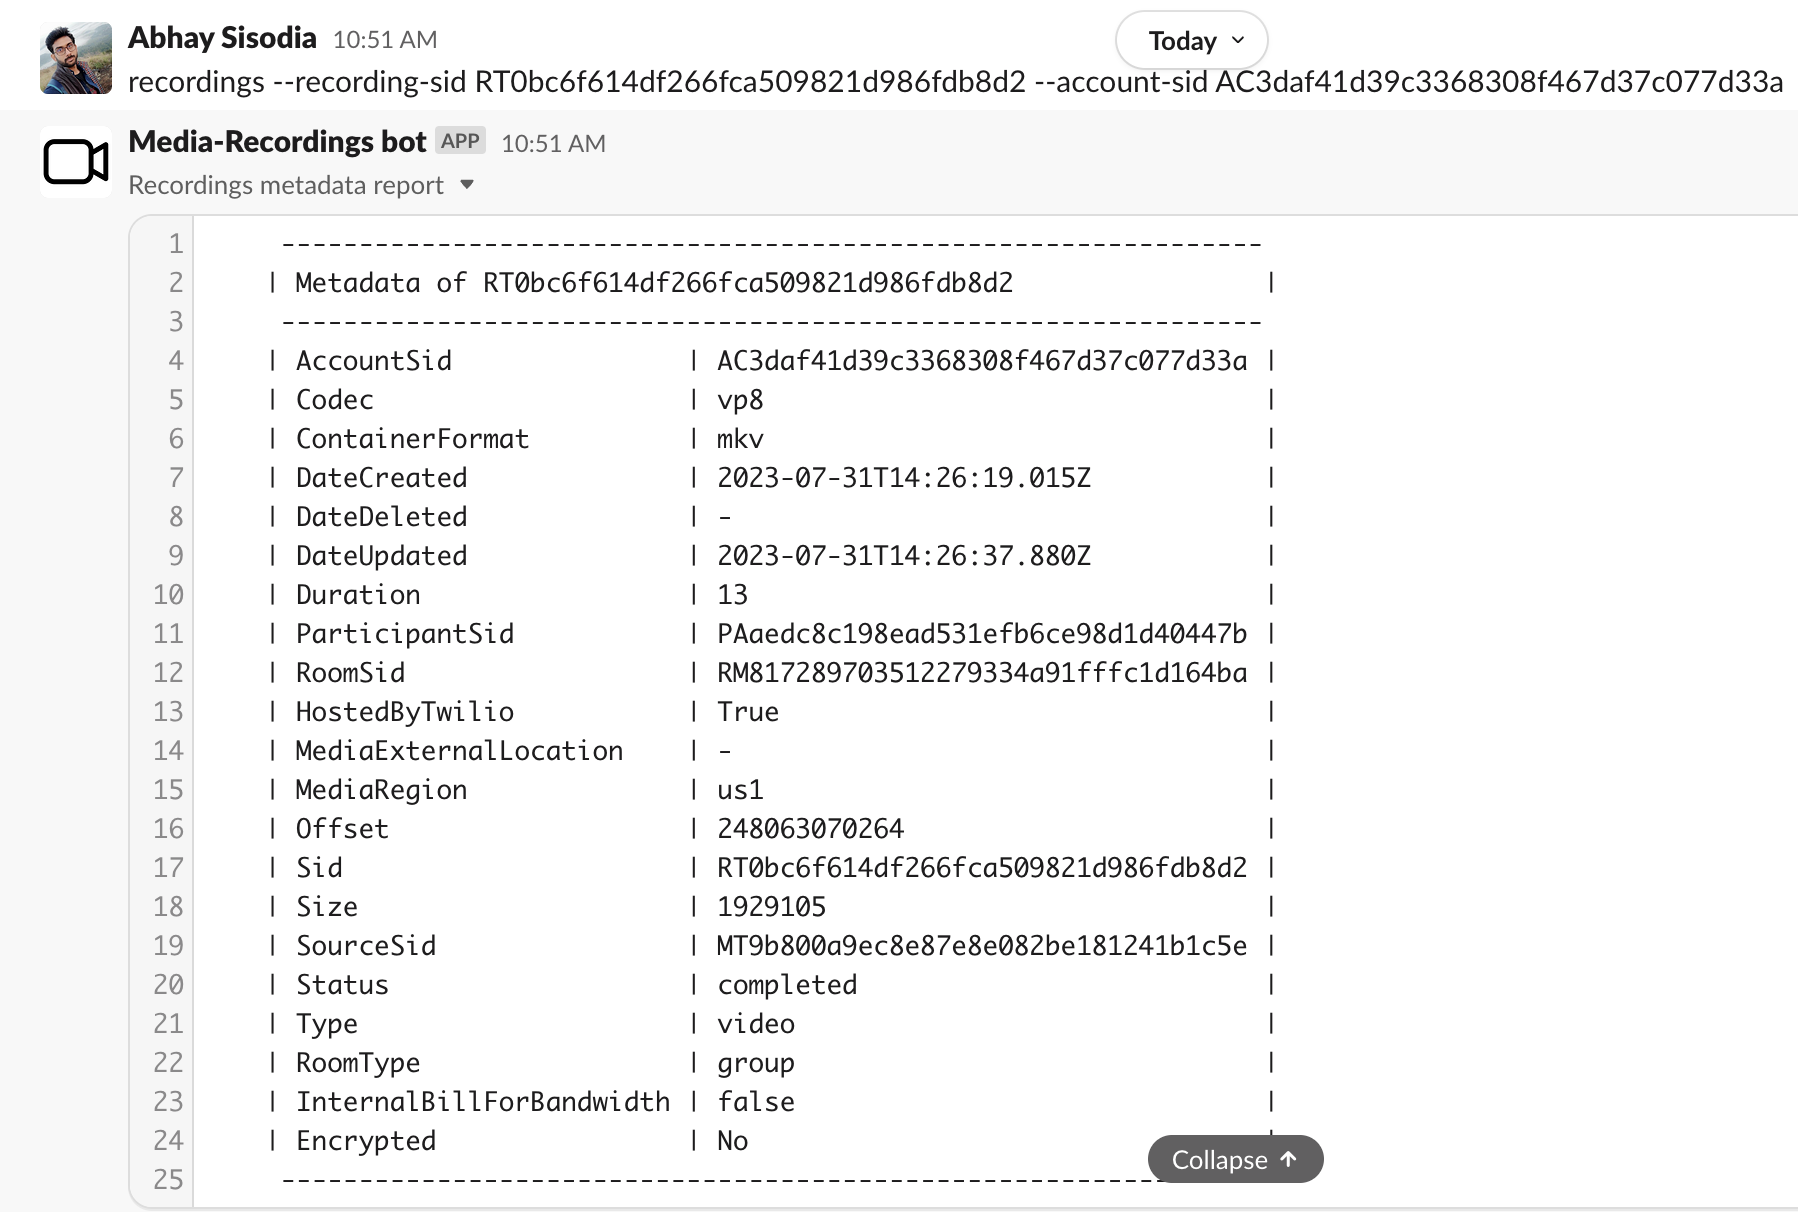 Abhay Sisodia 10:51 AM
Today
recordings --recording-sid RT0bc6f614df266fca509821d986fdb8d2 --account-sid AC3daf41d39c3368308f467d37c077d33a
Media-Recordings bot APP 10:51 AM
Recordings metadata report
1 ---------------------------------------------------------------
2 | Metadata of RT0bc6f614df266fca509821d986fdb8d2 |
3 ---------------------------------------------------------------
4 | AccountSid | AC3daf41d39c3368308f467d37c077d33a |
5 | Codec | vp8 |
6 | ContainerFormat | mkv |
7 | DateCreated | 2023-07-31T14:26:19.015Z |
8 | DateDeleted | - |
9 | DateUpdated | 2023-07-31T14:26:37.880Z |
10 | Duration | 13 |
11 | ParticipantSid | PAaedc8c198ead531efb6ce98d1d40447b |
12 | RoomSid | RM817289703512279334a91fffc1d164ba |
13 | HostedByTwilio | True |
14 | MediaExternalLocation | - |
15 | MediaRegion | us1 |
16 | Offset | 248063070264 |
17 | Sid | RT0bc6f614df266fca509821d986fdb8d2 |
18 | Size | 1929105 |
19 | SourceSid | MT9b800a9ec8e87e8e082be181241b1c5e |
20 | Status | completed |
21 | Type | video |
22 | RoomType | group |
23 | InternalBillForBandwidth | false |
24 | Encrypted | No |
Collapse ↑
25 ---------------------------------------------------------